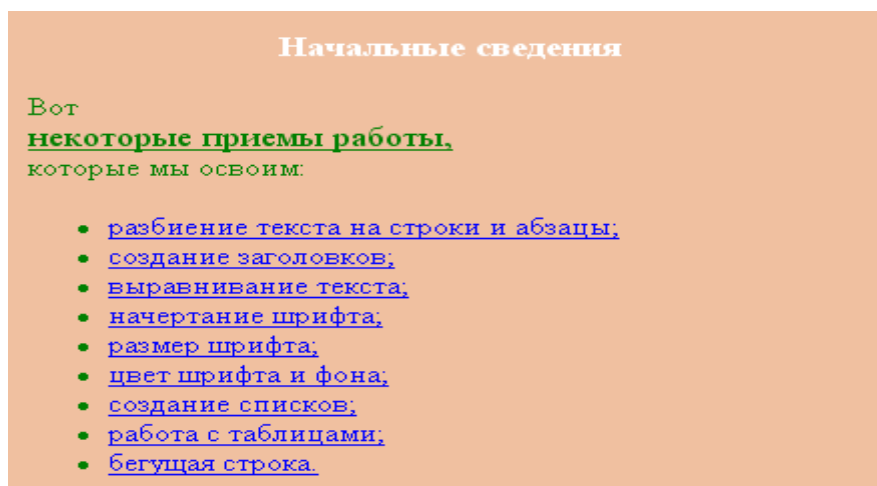 Начальные сведения
Вот
некоторые приемы работы,
которые мы освоим:
• разбиение текста на строки и абзацы;
• создание заголовков;
• выравнивание текста;
• начертание шрифта;
• размер шрифта;
• цвет шрифта и фона;
• создание списков;
• работа с таблицами;
• бегущая строка.